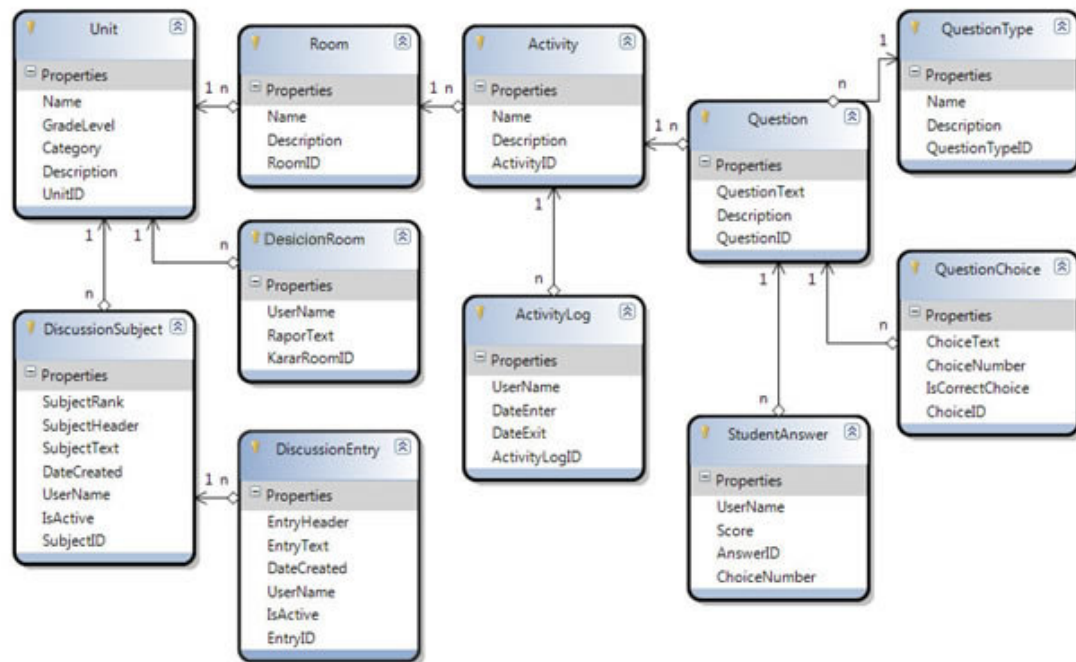 Unit
Properties
Name
GradeLevel
Category
Description
UnitID
1 n
Room
Properties
Name
Description
RoomID
1 n
Activity
Properties
Name
Description
ActivityID
1 n
Question
Properties
QuestionText
Description
QuestionID
n
1
QuestionType
Properties
Name
Description
QuestionTypeID
1
n
1
n
DesicionRoom
Properties
UserName
RaporText
KararRoomID
DiscussionSubject
Properties
SubjectRank
SubjectHeader
SubjectText
DateCreated
UserName
IsActive
SubjectID
1 n
DiscussionEntry
Properties
EntryHeader
EntryText
DateCreated
UserName
IsActive
EntryID
1
n
ActivityLog
Properties
UserName
DateEnter
DateExit
ActivityLogID
1
n
StudentAnswer
Properties
UserName
Score
AnswerID
ChoiceNumber
1
n
QuestionChoice
Properties
ChoiceText
ChoiceNumber
IsCorrectChoice
ChoiceID